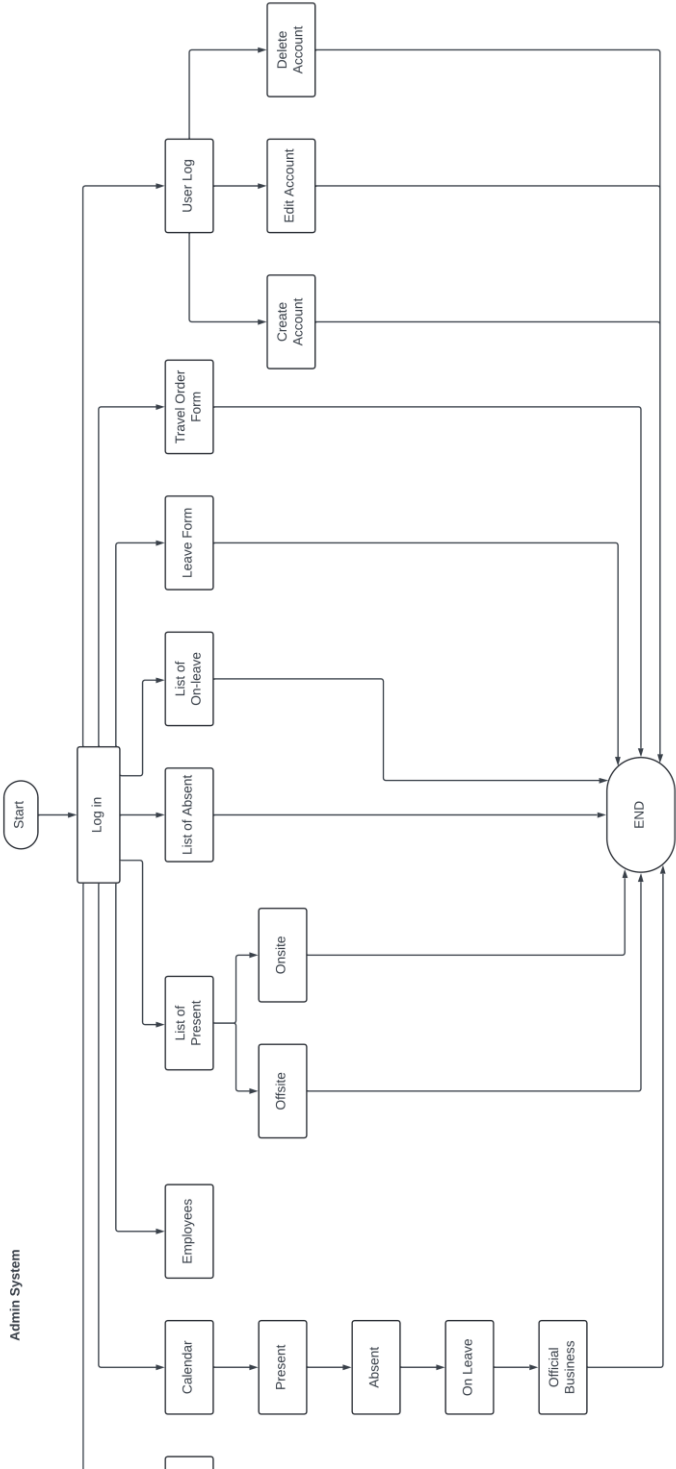 Admin System
Start
Log in
Calendar
Present
Absent
On Leave
Official
Business
Employees
List of
Present
Offsite
Onsite
List of Absent
List of
On-leave
Leave Form
Travel Order
Form
User Log
Create
Account
Edit Account
Delete
Account
END